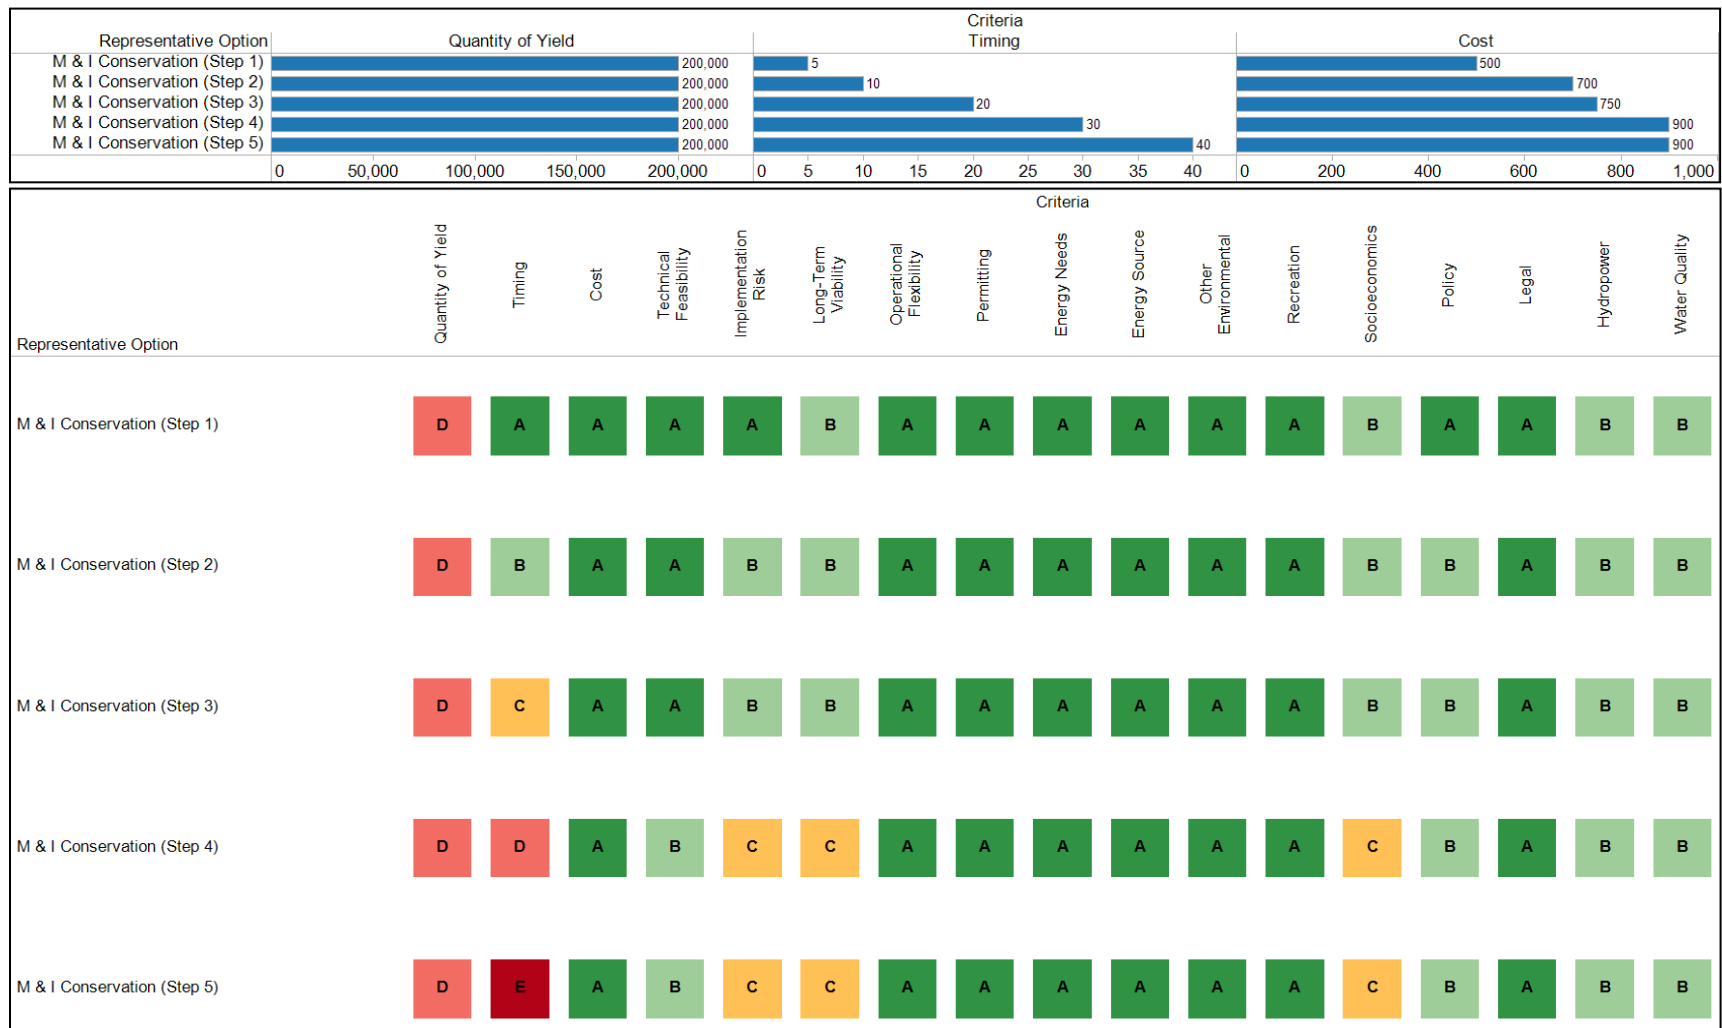 Criteria
Representative Option Quantity of Yield Timing Cost
M & I Conservation (Step 1) 200,000 5 500
M & I Conservation (Step 2) 200,000 10 700
M & I Conservation (Step 3) 200,000 20 750
M & I Conservation (Step 4) 200,000 30 900
M & I Conservation (Step 5) 200,000 40 900
0 50,000 100,000 150,000 200,000 0 5 10 15 20 25 30 35 40 0 200 400 600 800 1,000
Criteria
Quantity of Yield
Timing
Cost
Technical
Feasibility
Implementation
Risk
Long-Term
Viability
Operational
Flexibility
Permitting
Energy Needs
Energy Source
Other
Environmental
Recreation
Socioeconomics
Policy
Legal
Hydropower
Water Quality
Representative Option
M & I Conservation (Step 1) D A A A A B A A A A A A B A A B B
M & I Conservation (Step 2) D B A A B B A A A A A A B B A B B
M & I Conservation (Step 3) D C A A B B A A A A A A B B A B B
M & I Conservation (Step 4) D D A B C C A A A A A A C B A B B
M & I Conservation (Step 5) D E A B C C A A A A A A C B A B B